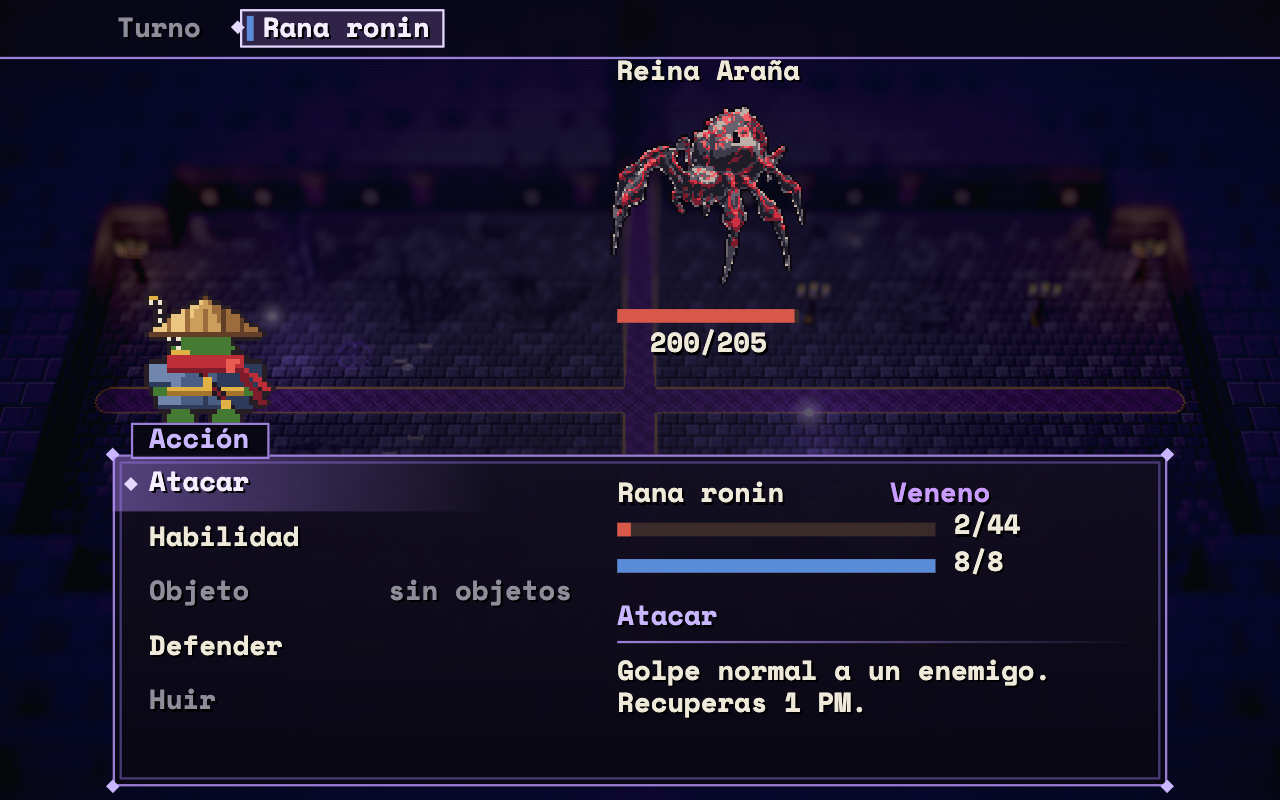 Turno
Rana ronin
Reina Araña
200/205
Acción
Atacar
Habilidad
Objeto sin objetos
Defender
Huir
Rana ronin Veneno
2/44
8/8
Atacar
Golpe normal a un enemigo.
Recuperas 1 PM.